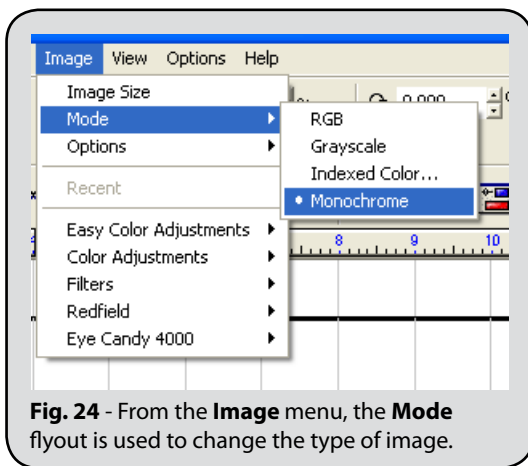 Image View Options Help
Image Size
Mode
Options
Recent
Easy Color Adjustments
Color Adjustments
Filters
Redfield
Eye Candy 4000
RGB
Grayscale
Indexed Color...
Monochrome
8 9 10
Fig. 24 - From the Image menu, the Mode
flyout is used to change the type of image.